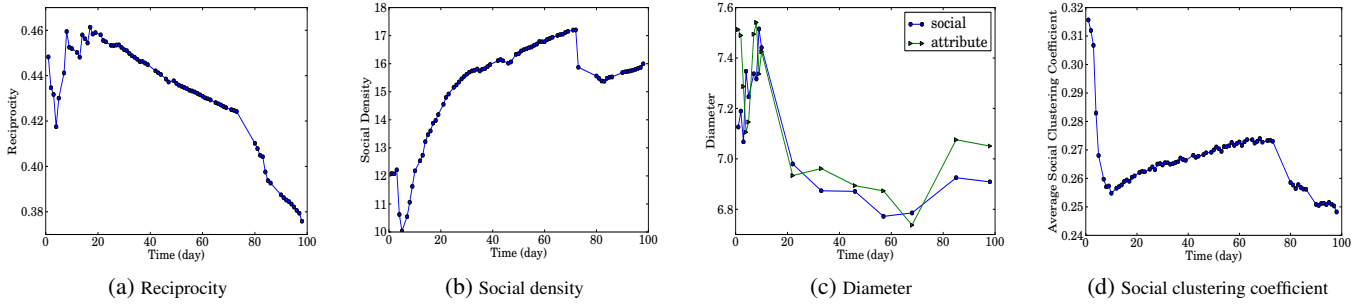 0.46
0.44
0.42
0.40
0.38
0 20 40 60 80 100
Reciprocity
Time (day)
(a) Reciprocity
18
17
16
15
14
13
12
11
10
0 20 40 60 80 100
Social Density
Time (day)
(b) Social density
7.6
7.4
7.2
7.0
6.8
0 20 40 60 80 100
Diameter
Time (day)
social
attribute
(c) Diameter
0.32
0.31
0.30
0.29
0.28
0.27
0.26
0.25
0.24
0 20 40 60 80 100
Average Social Clustering Coefficient
Time (day)
(d) Social clustering coefficient